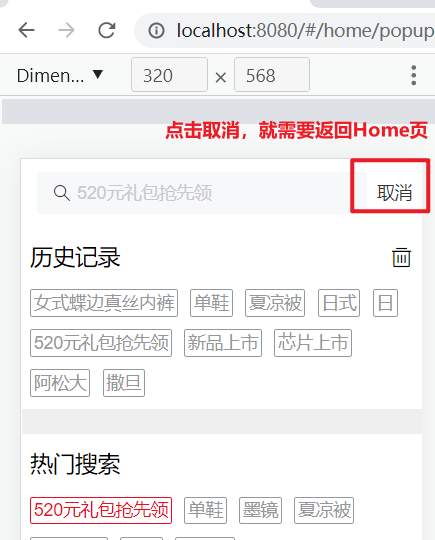 localhost:8080/#/home/popup
Dimen... ▼ 320 × 568
点击取消，就需要返回Home页
520元礼包抢先领 取消
历史记录
女式蝶边真丝内裤 单鞋 夏凉被 日式 日
520元礼包抢先领 新品上市 芯片上市
阿松大 撒旦
热门搜索
520元礼包抢先领 单鞋 墨镜 夏凉被